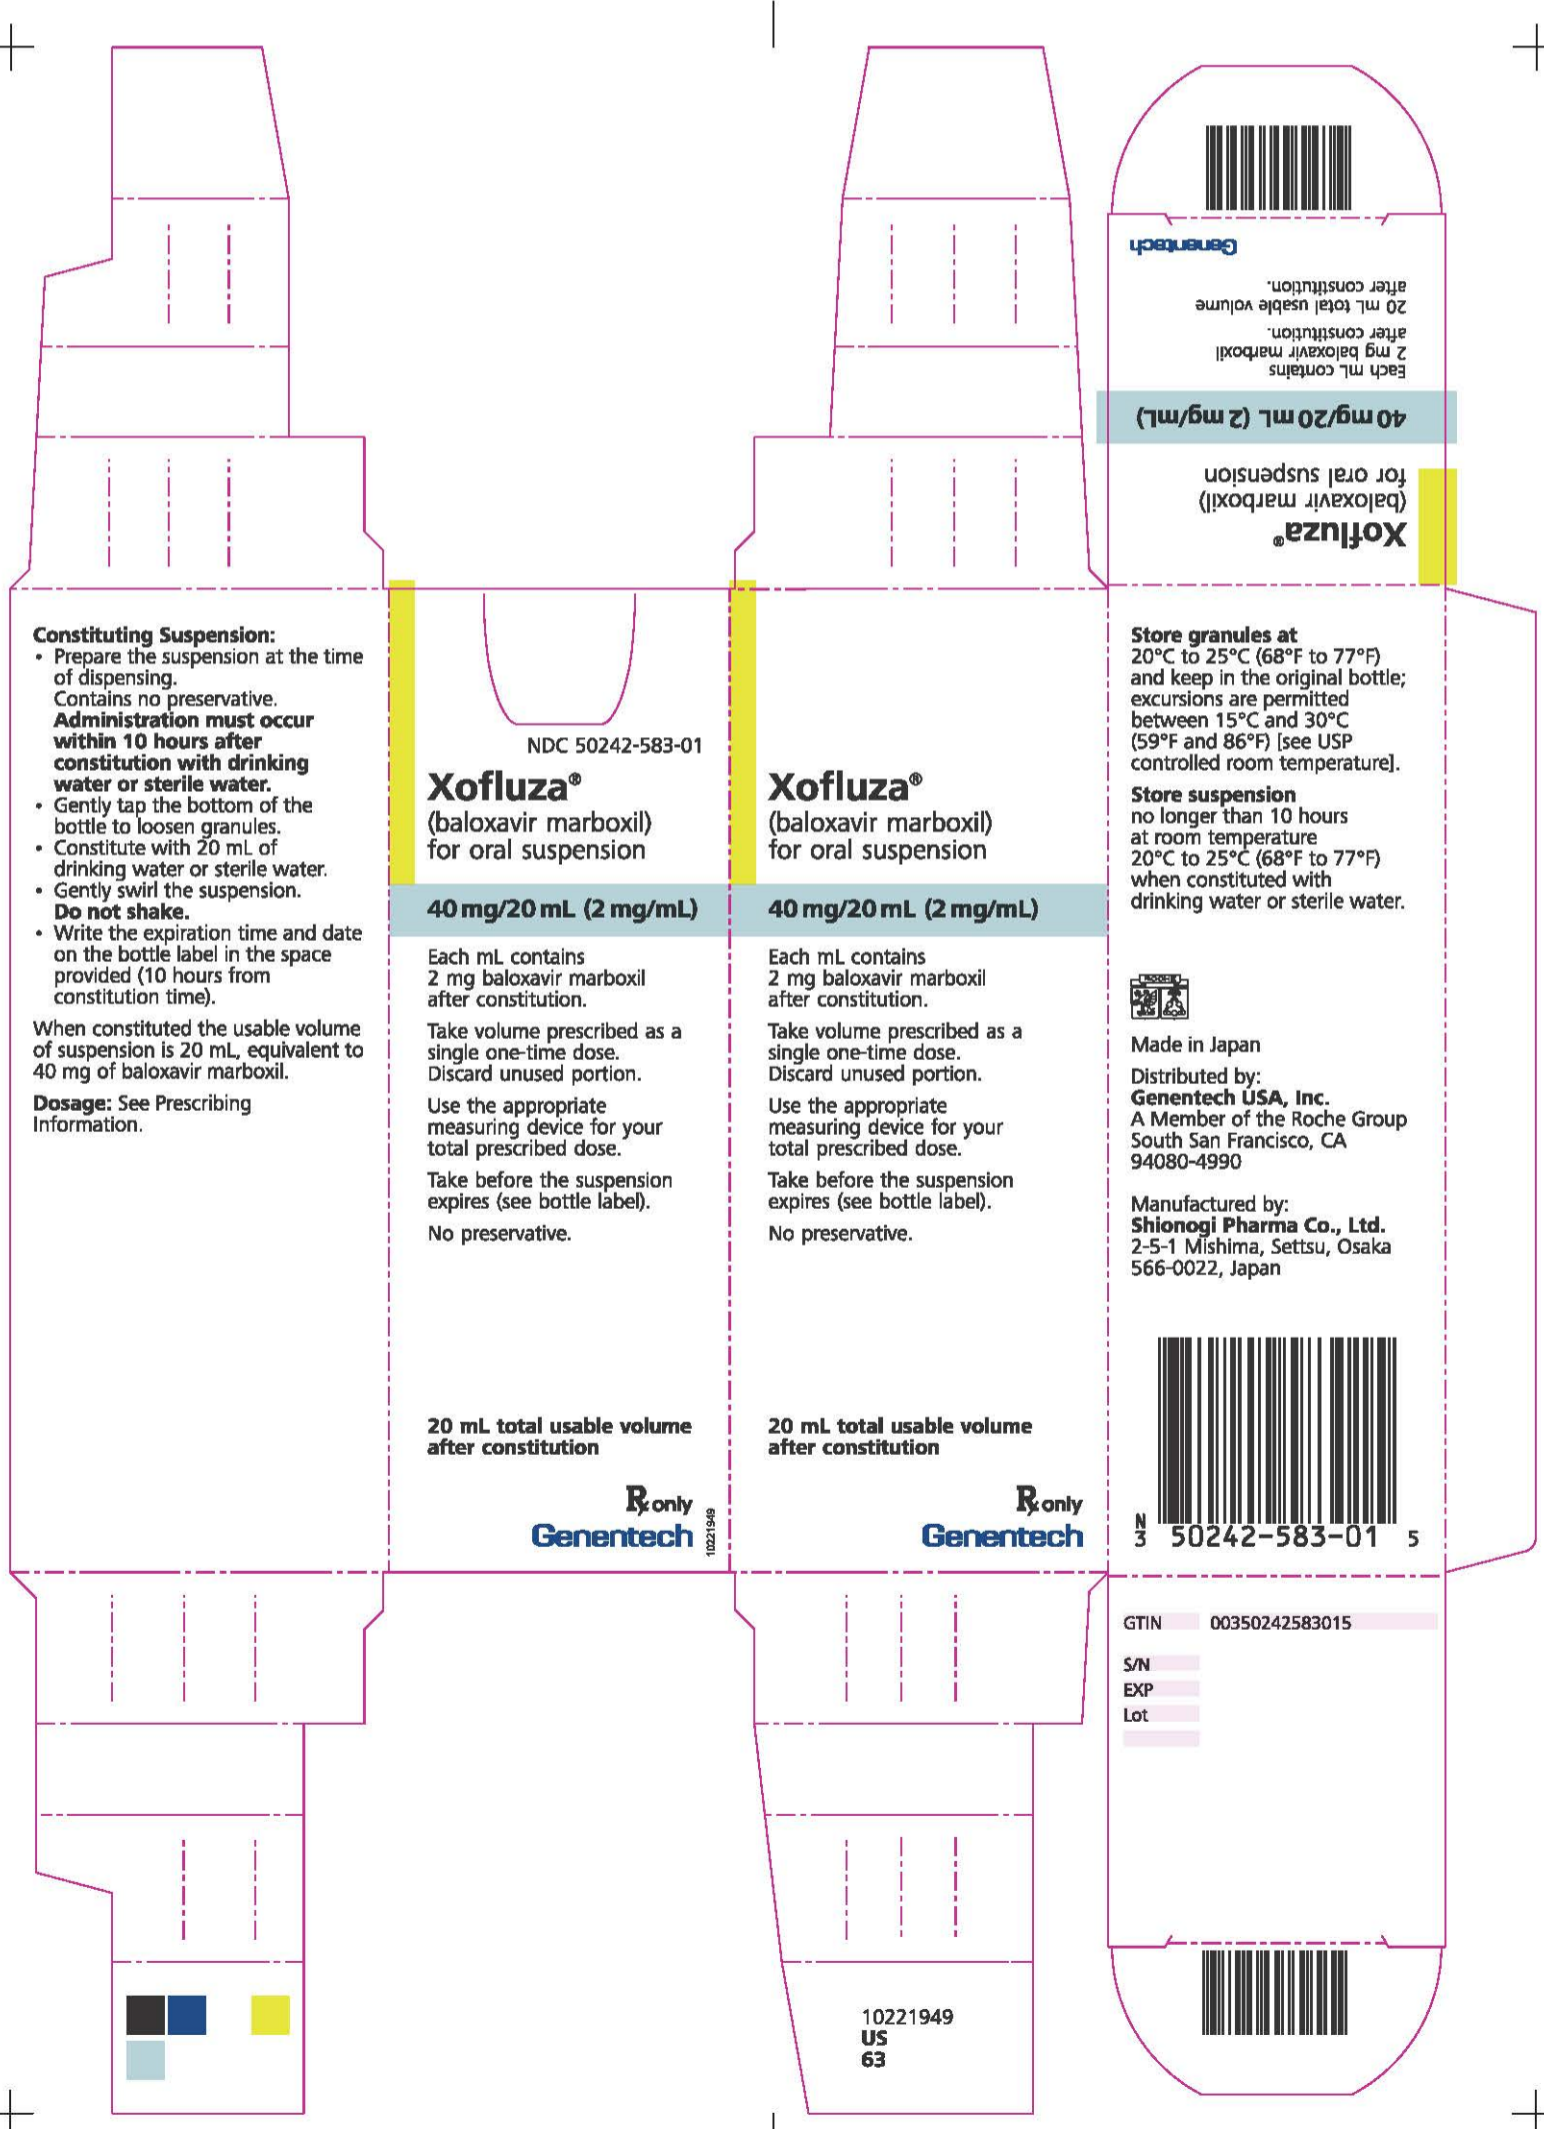 Constituting Suspension:
• Prepare the suspension at the time
of dispensing.
Contains no preservative.
Administration must occur
within 10 hours after
constitution with drinking
water or sterile water.
• Gently tap the bottom of the
bottle to loosen granules.
• Constitute with 20 mL of
drinking water or sterile water.
• Gently swirl the suspension.
Do not shake.
• Write the expiration time and date
on the bottle label in the space
provided (10 hours from
constitution time).
When constituted the usable volume
of suspension is 20 mL, equivalent to
40 mg of baloxavir marboxil.
Dosage: See Prescribing
Information.
NDC 50242-583-01
Xofluza®
(baloxavir marboxil)
for oral suspension
40 mg/20 mL (2 mg/mL)
Each mL contains
2 mg baloxavir marboxil
after constitution.
Take volume prescribed as a
single one-time dose.
Discard unused portion.
Use the appropriate
measuring device for your
total prescribed dose.
Take before the suspension
expires (see bottle label).
No preservative.
20 mL total usable volume
after constitution
Rx only
Genentech
10221949
Xofluza®
(baloxavir marboxil)
for oral suspension
40 mg/20 mL (2 mg/mL)
Each mL contains
2 mg baloxavir marboxil
after constitution.
Take volume prescribed as a
single one-time dose.
Discard unused portion.
Use the appropriate
measuring device for your
total prescribed dose.
Take before the suspension
expires (see bottle label).
No preservative.
20 mL total usable volume
after constitution
Rx only
Genentech
10221949
US
63
Xofluza®
(baloxavir marboxil)
for oral suspension
40 mg/20 mL (2 mg/mL)
Each mL contains
2 mg baloxavir marboxil
after constitution.
20 mL total usable volume
after constitution.
Genentech
Store granules at
20°C to 25°C (68°F to 77°F)
and keep in the original bottle;
excursions are permitted
between 15°C and 30°C
(59°F and 86°F) [see USP
controlled room temperature].
Store suspension
no longer than 10 hours
at room temperature
20°C to 25°C (68°F to 77°F)
when constituted with
drinking water or sterile water.
ROCHE
Made in Japan
Distributed by:
Genentech USA, Inc.
A Member of the Roche Group
South San Francisco, CA
94080-4990
Manufactured by:
Shionogi Pharma Co., Ltd.
2-5-1 Mishima, Settsu, Osaka
566-0022, Japan
N
3 50242-583-01 5
GTIN 00350242583015
S/N
EXP
Lot